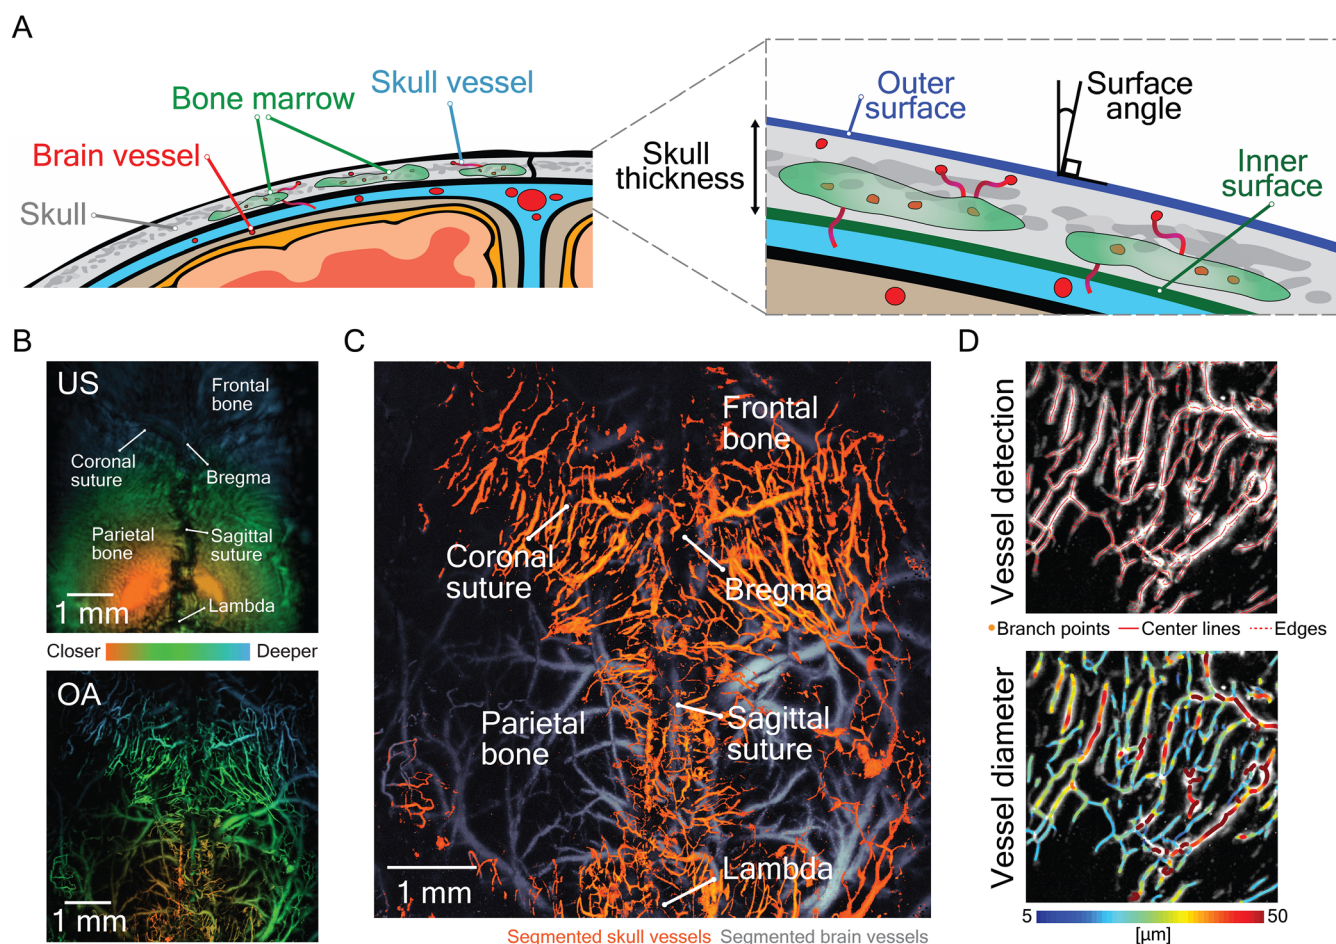 A
Skull vessel
Bone marrow
Brain vessel
Skull
Outer
surface
Surface
angle
Skull
thickness
Inner
surface
B
US
Frontal
bone
Coronal
suture
Bregma
Parietal
bone
Sagittal
suture
Lambda
1 mm
Closer
Deeper
OA
1 mm
C
Frontal
bone
Coronal
suture
Bregma
Parietal
bone
Sagittal
suture
Lambda
1 mm
Segmented skull vessels Segmented brain vessels
D
Vessel detection
Branch points Center lines Edges
Vessel diameter
5 50
[µm]